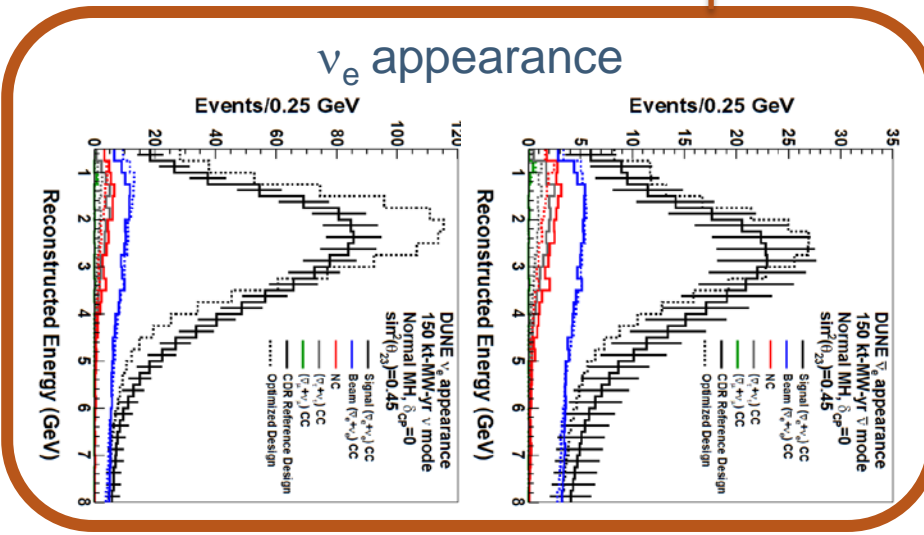 νe appearance
Events/0.25 GeV
0 20 40 60 80 100 120
1 2 3 4 5 6 7 8
Reconstructed Energy (GeV)
DUNE νe appearance
150 kt-MW-yr ν mode
Normal MH, δCP=0
sin²(θ23)=0.45
Signal (νe+ν̄e) CC
Beam (νe+ν̄e) CC
NC
CC
CC
CDR Reference Design
Optimized Design
Events/0.25 GeV
0 5 10 15 20 25 30 35
1 2 3 4 5 6 7 8
Reconstructed Energy (GeV)
DUNE ν̄e appearance
150 kt-MW-yr ν̄ mode
Normal MH, δCP=0
sin²(θ23)=0.45
Signal (ν̄e+νe) CC
Beam (ν̄e+νe) CC
NC
CC
CC
CDR Reference Design
Optimized Design